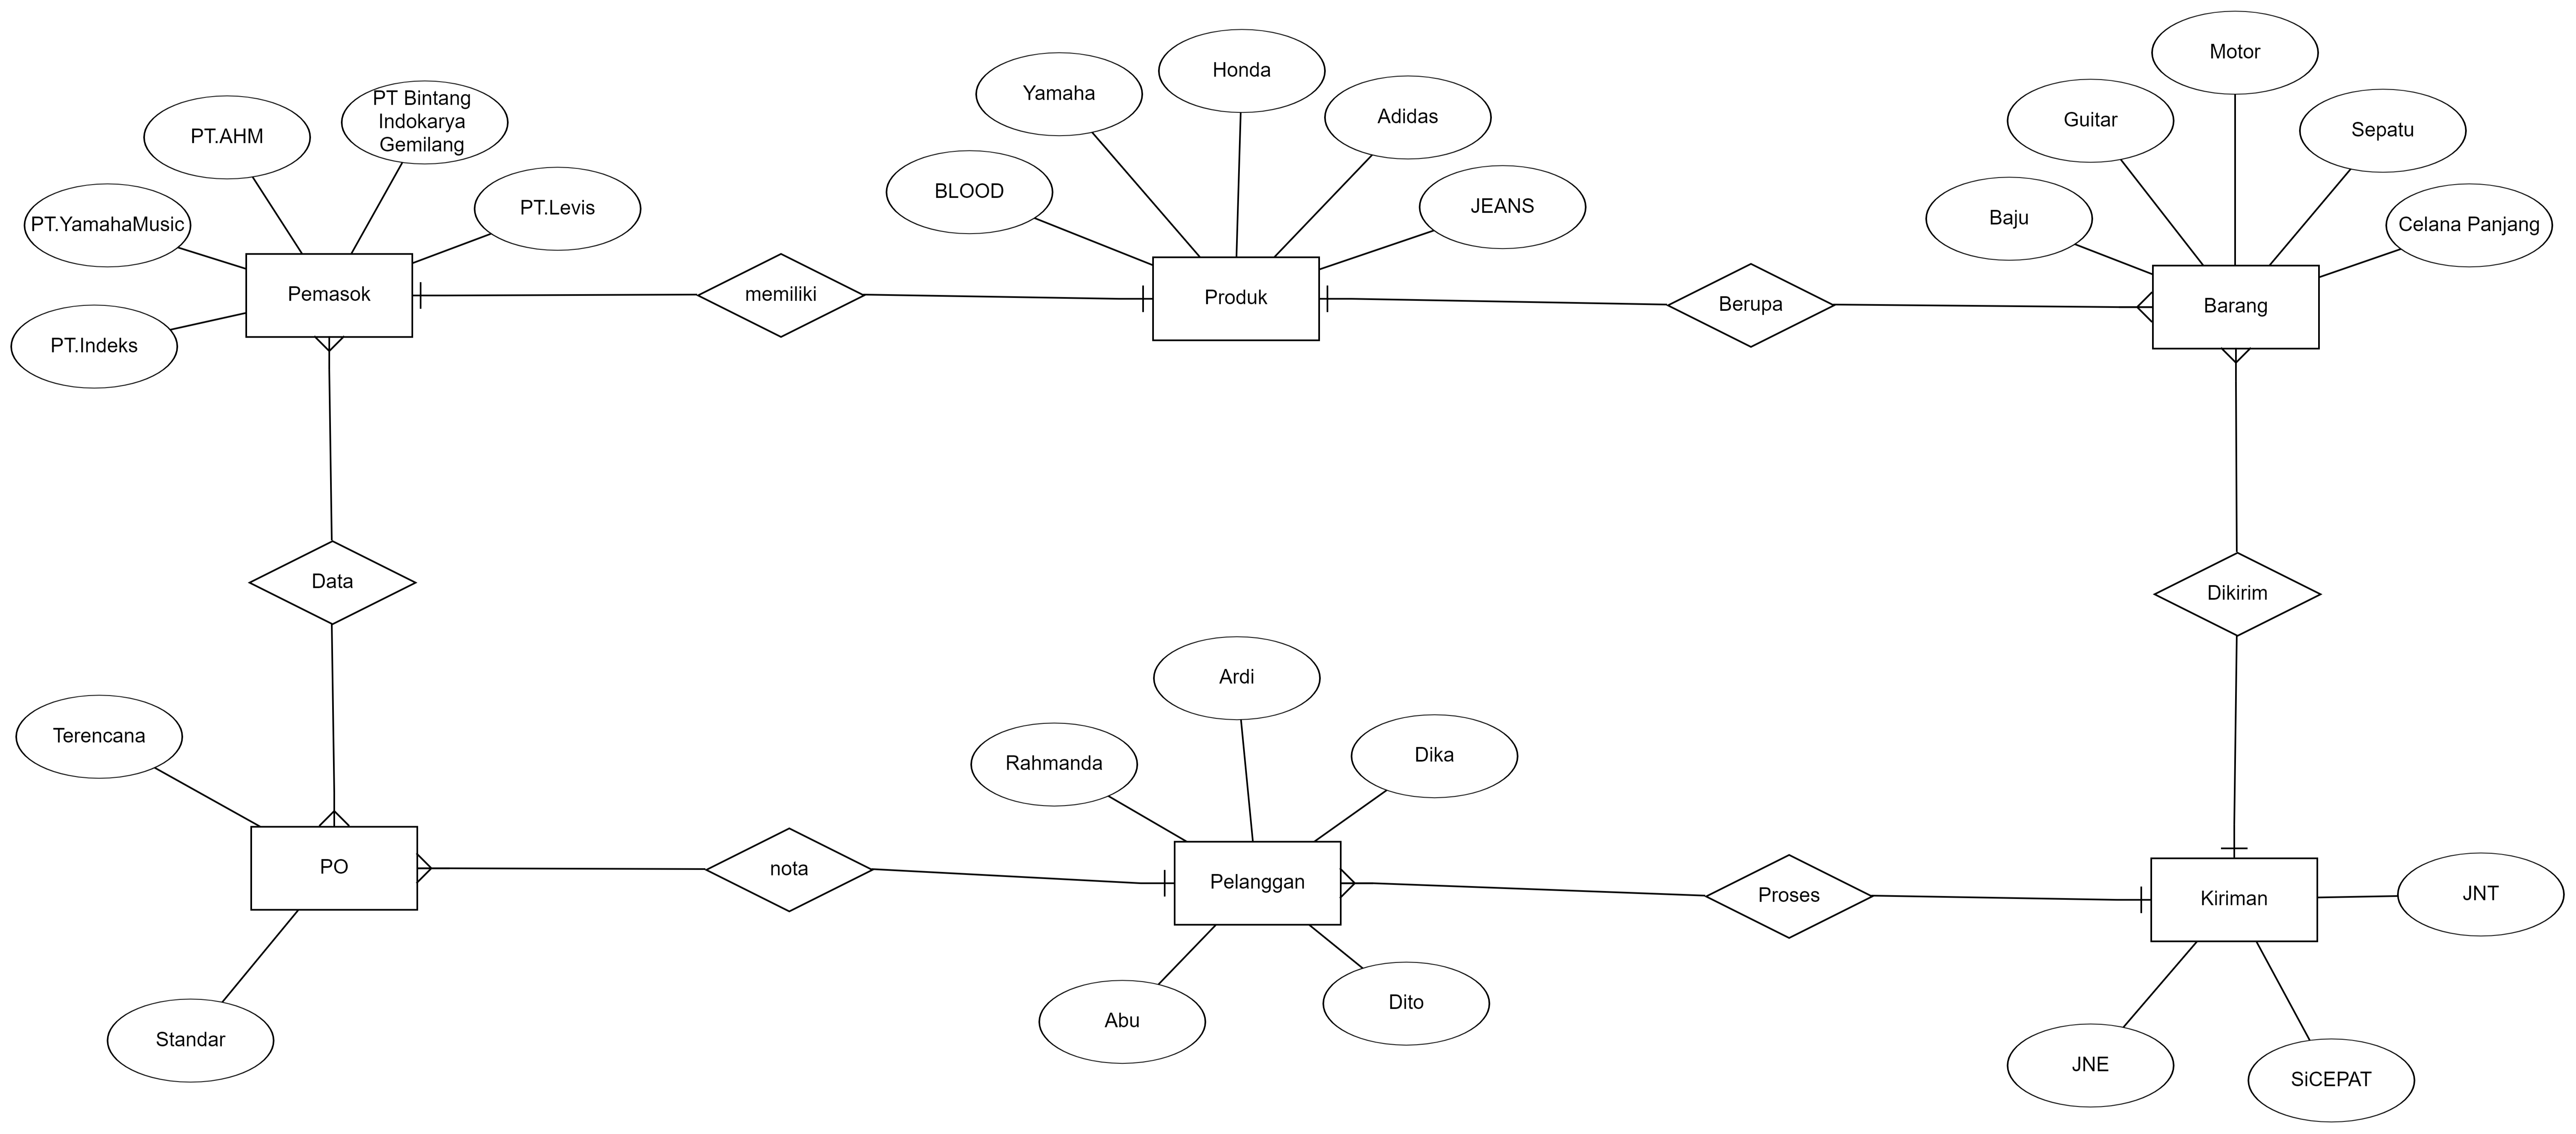 Motor
Honda
Yamaha
PT Bintang
Indokarya
Gemilang
Adidas
Guitar
Sepatu
PT.AHM
BLOOD
JEANS
PT.Levis
Baju
PT.YamahaMusic
Celana Panjang
Pemasok
memiliki
Produk
Berupa
Barang
PT.Indeks
Data
Dikirim
Ardi
Terencana
Rahmanda
Dika
PO
nota
Pelanggan
Proses
Kiriman
JNT
Dito
Abu
Standar
JNE
SiCEPAT